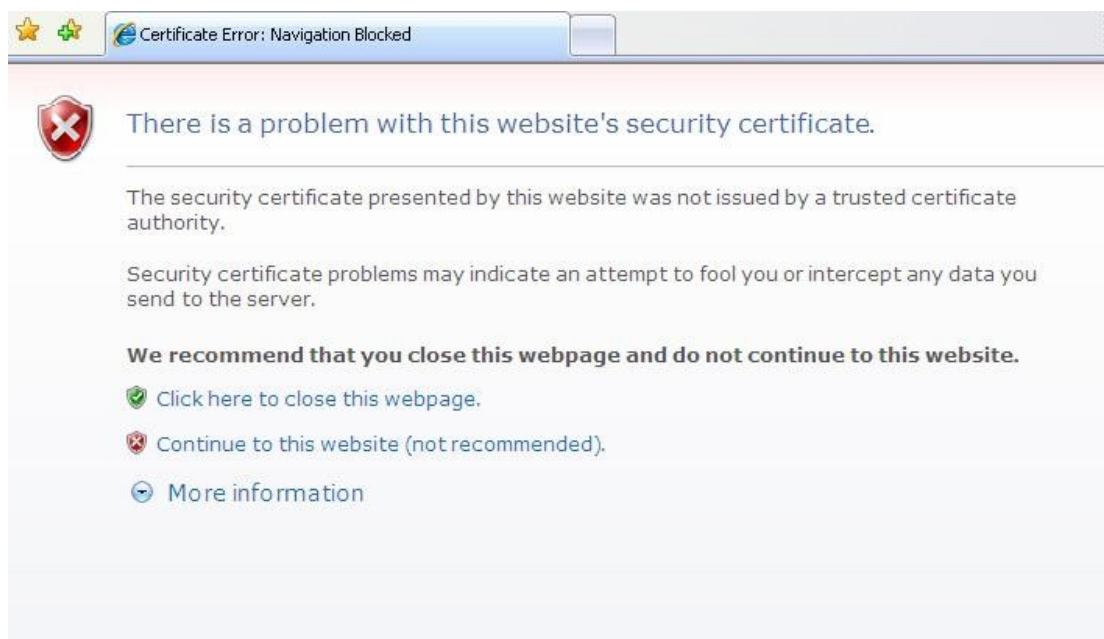 Certificate Error: Navigation Blocked
There is a problem with this website's security certificate.
The security certificate presented by this website was not issued by a trusted certificate
authority.
Security certificate problems may indicate an attempt to fool you or intercept any data you
send to the server.
We recommend that you close this webpage and do not continue to this website.
Click here to close this webpage.
Continue to this website (not recommended).
More information